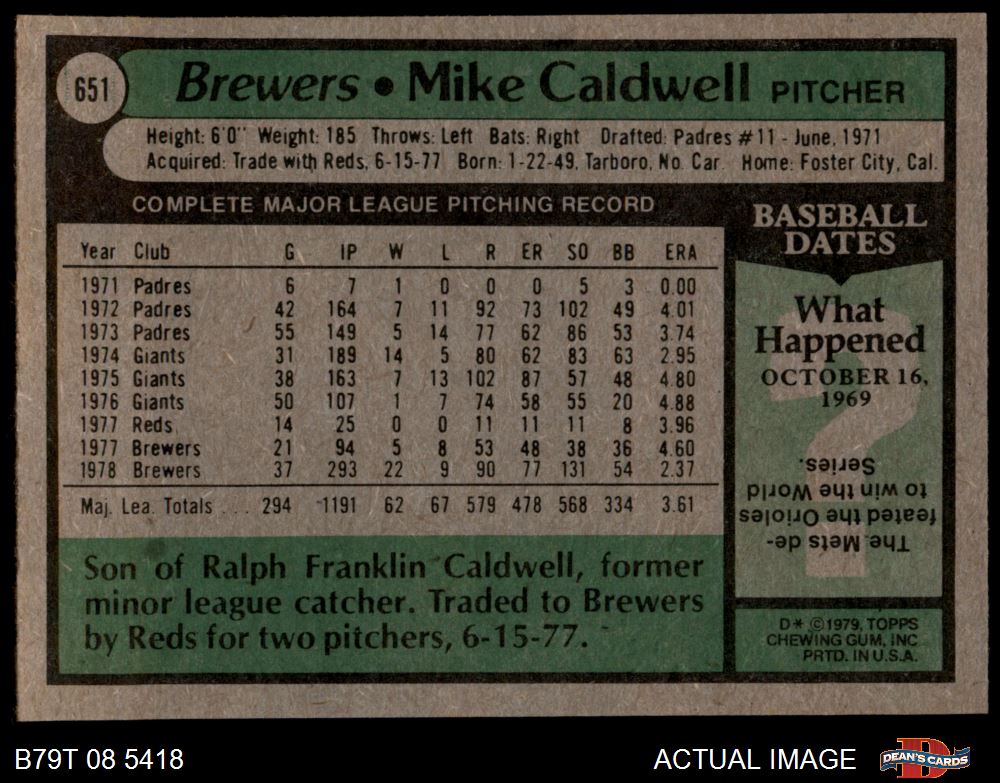 651
Brewers • Mike Caldwell PITCHER
Height: 6'0" Weight: 185 Throws: Left Bats: Right Drafted: Padres #11 - June, 1971
Acquired: Trade with Reds, 6-15-77 Born: 1-22-49, Tarboro, No. Car. Home: Foster City, Cal.
COMPLETE MAJOR LEAGUE PITCHING RECORD
Year Club G IP W L R ER SO BB ERA
1971 Padres 6 7 1 0 0 0 5 3 0.00
1972 Padres 42 164 7 11 92 73 102 49 4.01
1973 Padres 55 149 5 14 77 62 86 53 3.74
1974 Giants 31 189 14 5 80 62 83 63 2.95
1975 Giants 38 163 7 13 102 87 57 48 4.80
1976 Giants 50 107 1 7 74 58 55 20 4.88
1977 Reds 14 25 0 0 11 11 11 8 3.96
1977 Brewers 21 94 5 8 53 48 38 36 4.60
1978 Brewers 37 293 22 9 90 77 131 54 2.37
Maj. Lea. Totals ... 294 1191 62 67 579 478 568 334 3.61
Son of Ralph Franklin Caldwell, former
minor league catcher. Traded to Brewers
by Reds for two pitchers, 6-15-77.
BASEBALL
DATES
What
Happened
OCTOBER 16,
1969
The Mets de-
feated the Orioles
to win the World
Series.
D* ©1979, TOPPS
CHEWING GUM, INC
PRTD. IN U.S.A.
B79T 08 5418
ACTUAL IMAGE
DEAN'S CARDS